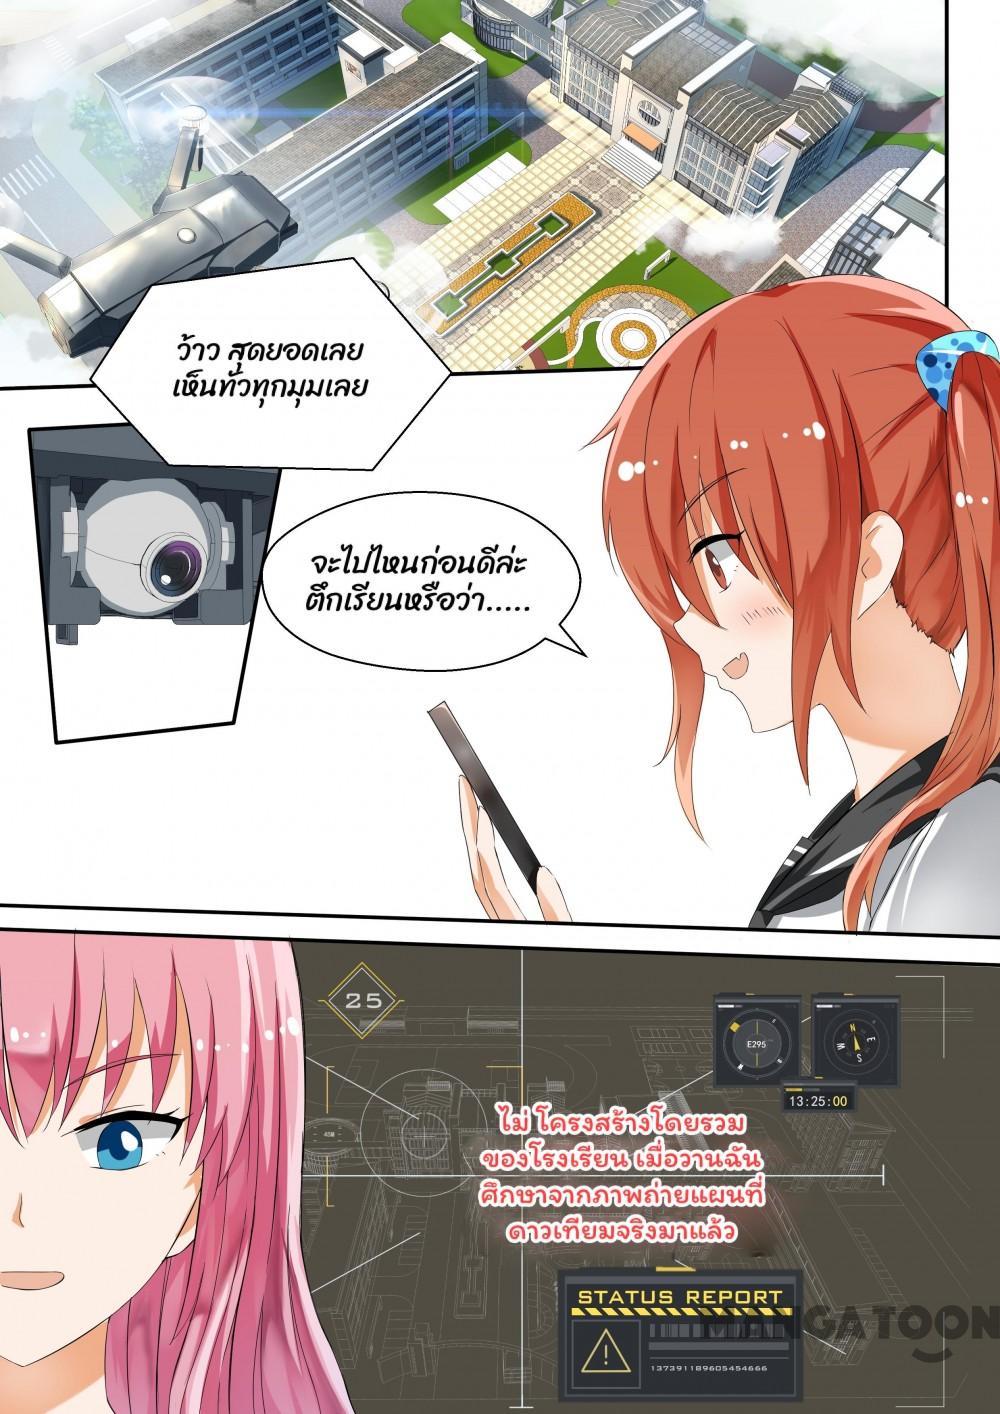 ว้าว สุดยอดเลย
เห็นทั่วทุกมุมเลย
จะไปไหนก่อนดีล่ะ
ตึกเรียนหรือว่า.....
25
E295
N
E
S
W
13:25:00
45M
ไม่ โครงสร้างโดยรวม
ของโรงเรียน เมื่อวานฉัน
ศึกษาจากภาพถ่ายแผนที่
ดาวเทียมจริงมาแล้ว
STATUS REPORT
MANGATOON
137391189605454666